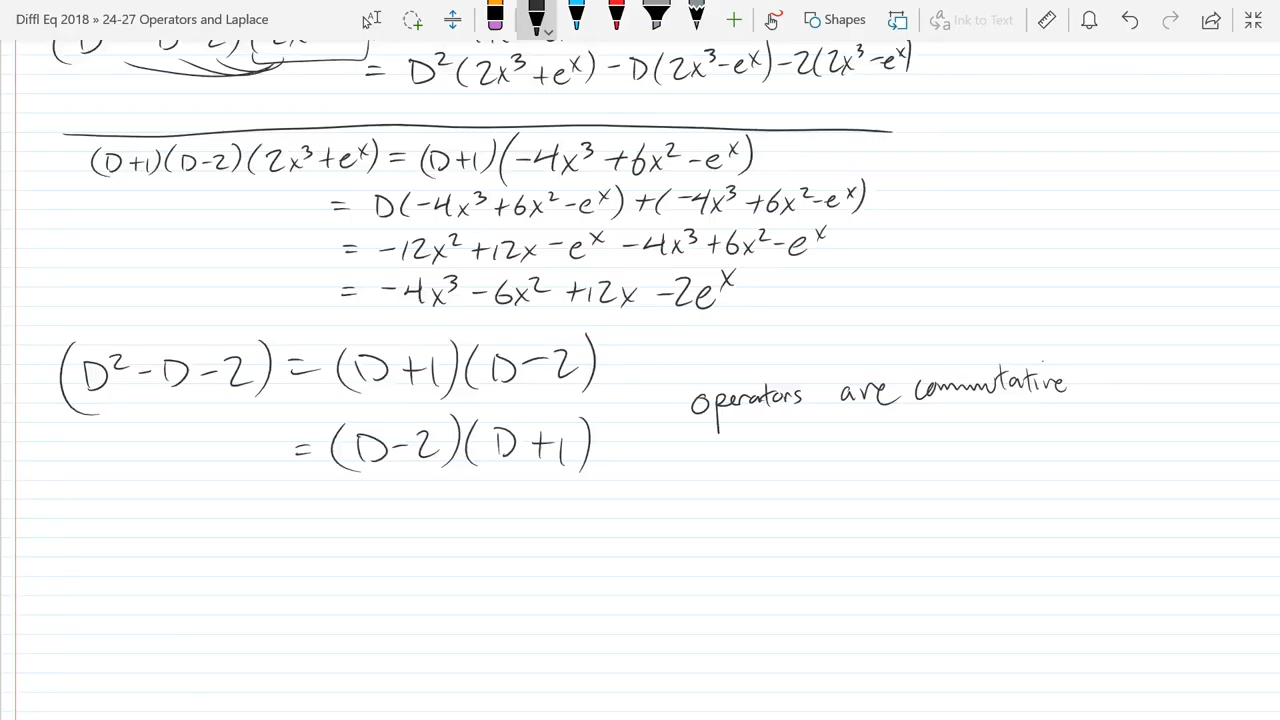 Diffl Eq 2018 » 24-27 Operators and Laplace
Shapes
Ink to Text
= D²(2x³+eˣ) - D(2x³-eˣ) - 2(2x³-eˣ)
(D+1)(D-2)(2x³+eˣ) = (D+1)(-4x³+6x²-eˣ)
= D(-4x³+6x²-eˣ) + (-4x³+6x²-eˣ)
= -12x²+12x-eˣ-4x³+6x²-eˣ
= -4x³-6x²+12x-2eˣ
(D²-D-2) = (D+1)(D-2)
operators are commutative
= (D-2)(D+1)